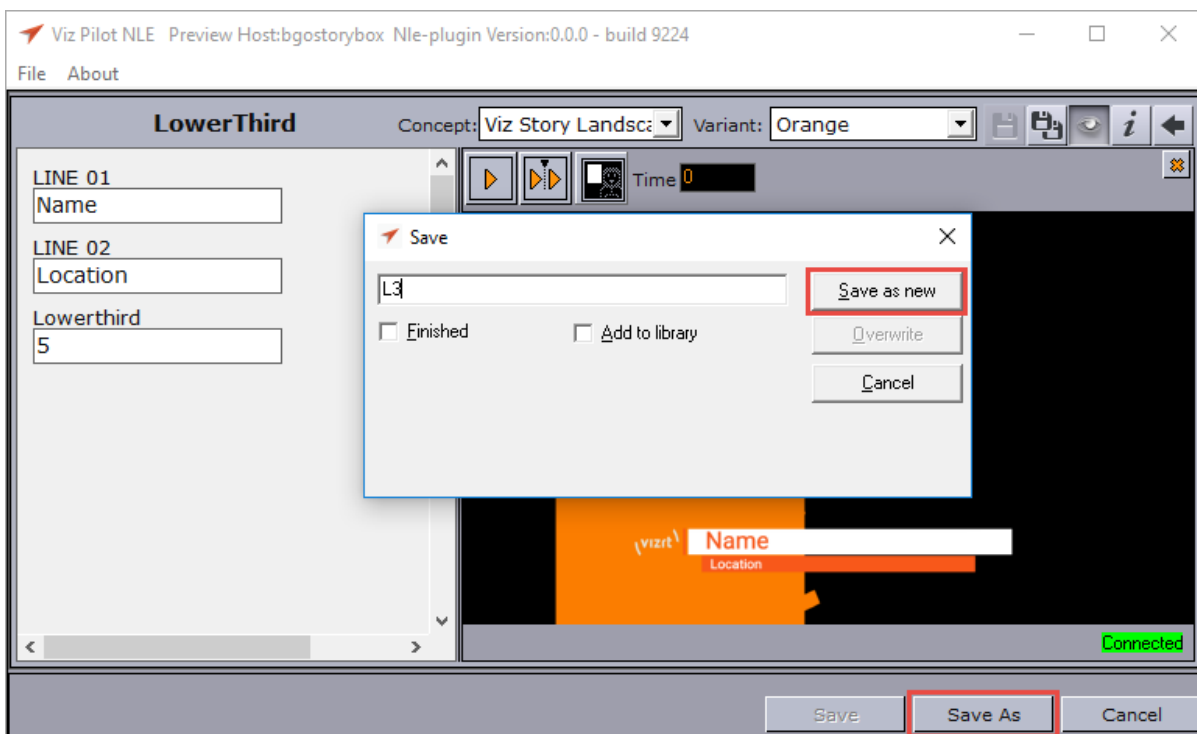 Viz Pilot NLE Preview Host:bgostorybox Nle-plugin Version:0.0.0 - build 9224
File About
LowerThird Concept: Viz Story Landsca Variant: Orange
LINE 01
Name
LINE 02
Location
Lowerthird
5
Time 0
Save
L3
Save as new
Finished
Add to library
Overwrite
Cancel
vizrt
Name
Location
Connected
Save
Save As
Cancel